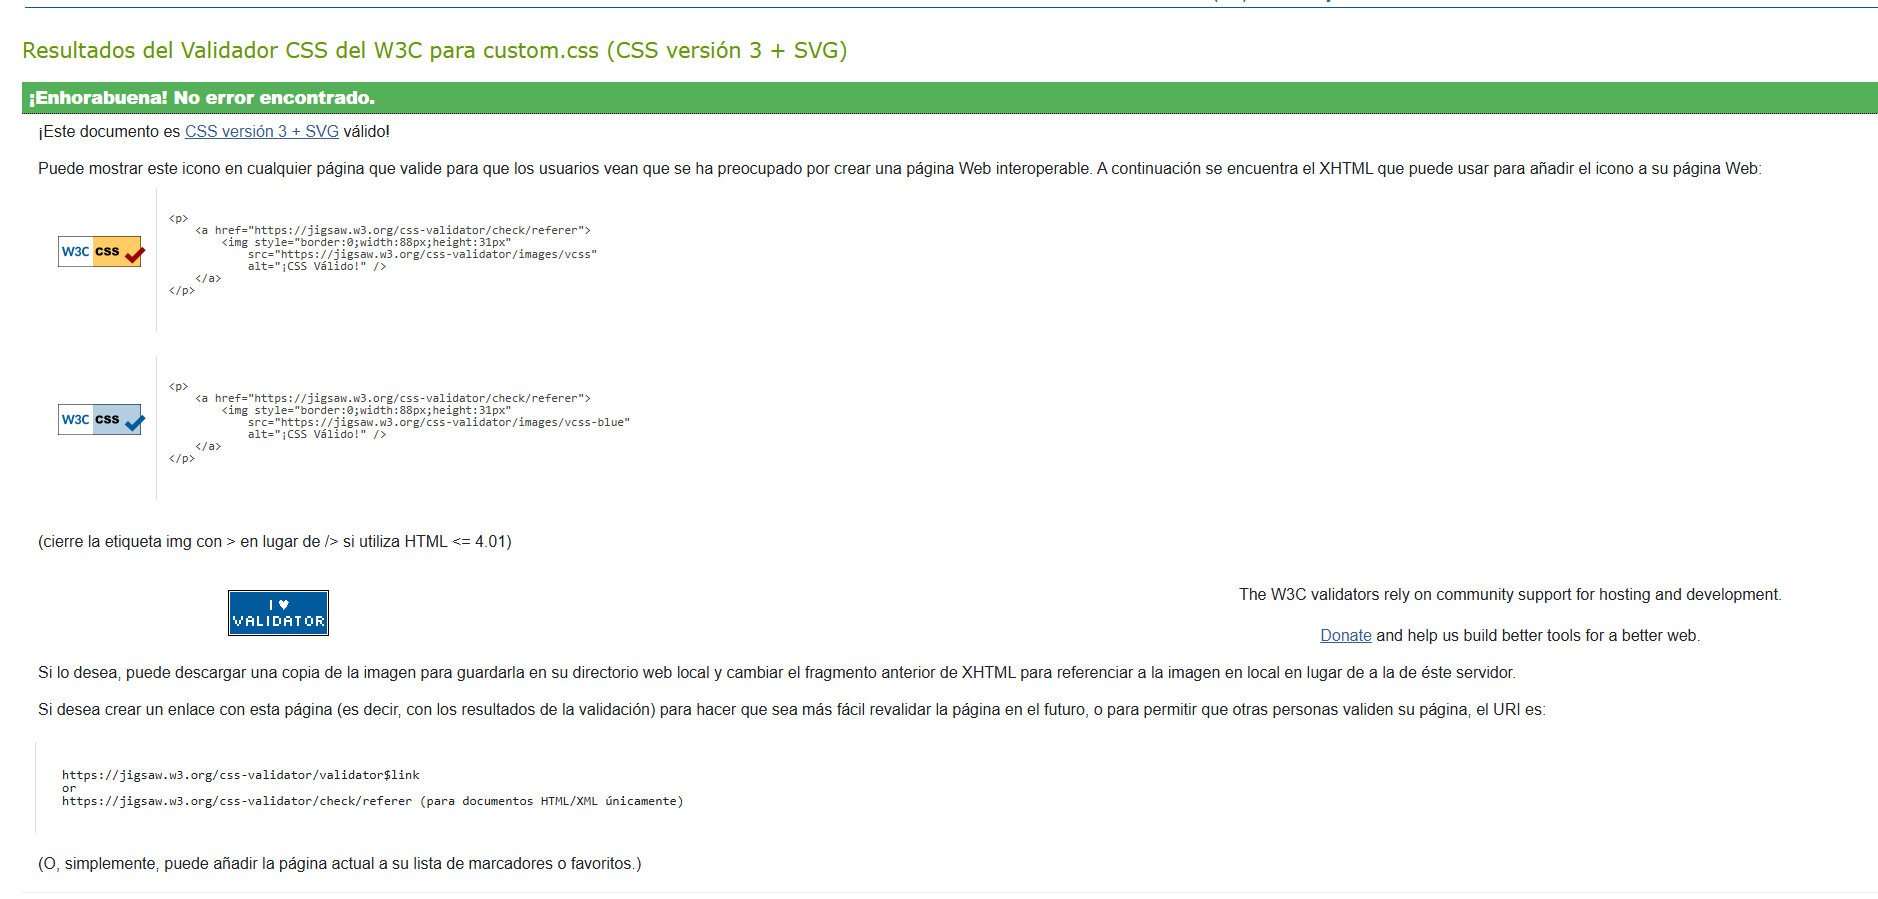 Resultados del Validador CSS del W3C para custom.css (CSS versión 3 + SVG)
¡Enhorabuena! No error encontrado.
¡Este documento es CSS versión 3 + SVG válido!
Puede mostrar este icono en cualquier página que valide para que los usuarios vean que se ha preocupado por crear una página Web interoperable. A continuación se encuentra el XHTML que puede usar para añadir el icono a su página Web:
W3C css
<p>
    <a href="https://jigsaw.w3.org/css-validator/check/referer">
        <img style="border:0;width:88px;height:31px"
            src="https://jigsaw.w3.org/css-validator/images/vcss"
            alt="¡CSS Válido!" />
    </a>
</p>
W3C css
<p>
    <a href="https://jigsaw.w3.org/css-validator/check/referer">
        <img style="border:0;width:88px;height:31px"
            src="https://jigsaw.w3.org/css-validator/images/vcss-blue"
            alt="¡CSS Válido!" />
    </a>
</p>
(cierre la etiqueta img con > en lugar de /> si utiliza HTML <= 4.01)
I ♥
VALIDATOR
The W3C validators rely on community support for hosting and development.
Donate and help us build better tools for a better web.
Si lo desea, puede descargar una copia de la imagen para guardarla en su directorio web local y cambiar el fragmento anterior de XHTML para referenciar a la imagen en local en lugar de a la de éste servidor.
Si desea crear un enlace con esta página (es decir, con los resultados de la validación) para hacer que sea más fácil revalidar la página en el futuro, o para permitir que otras personas validen su página, el URI es:
https://jigsaw.w3.org/css-validator/validator$link
or
https://jigsaw.w3.org/css-validator/check/referer (para documentos HTML/XML únicamente)
(O, simplemente, puede añadir la página actual a su lista de marcadores o favoritos.)